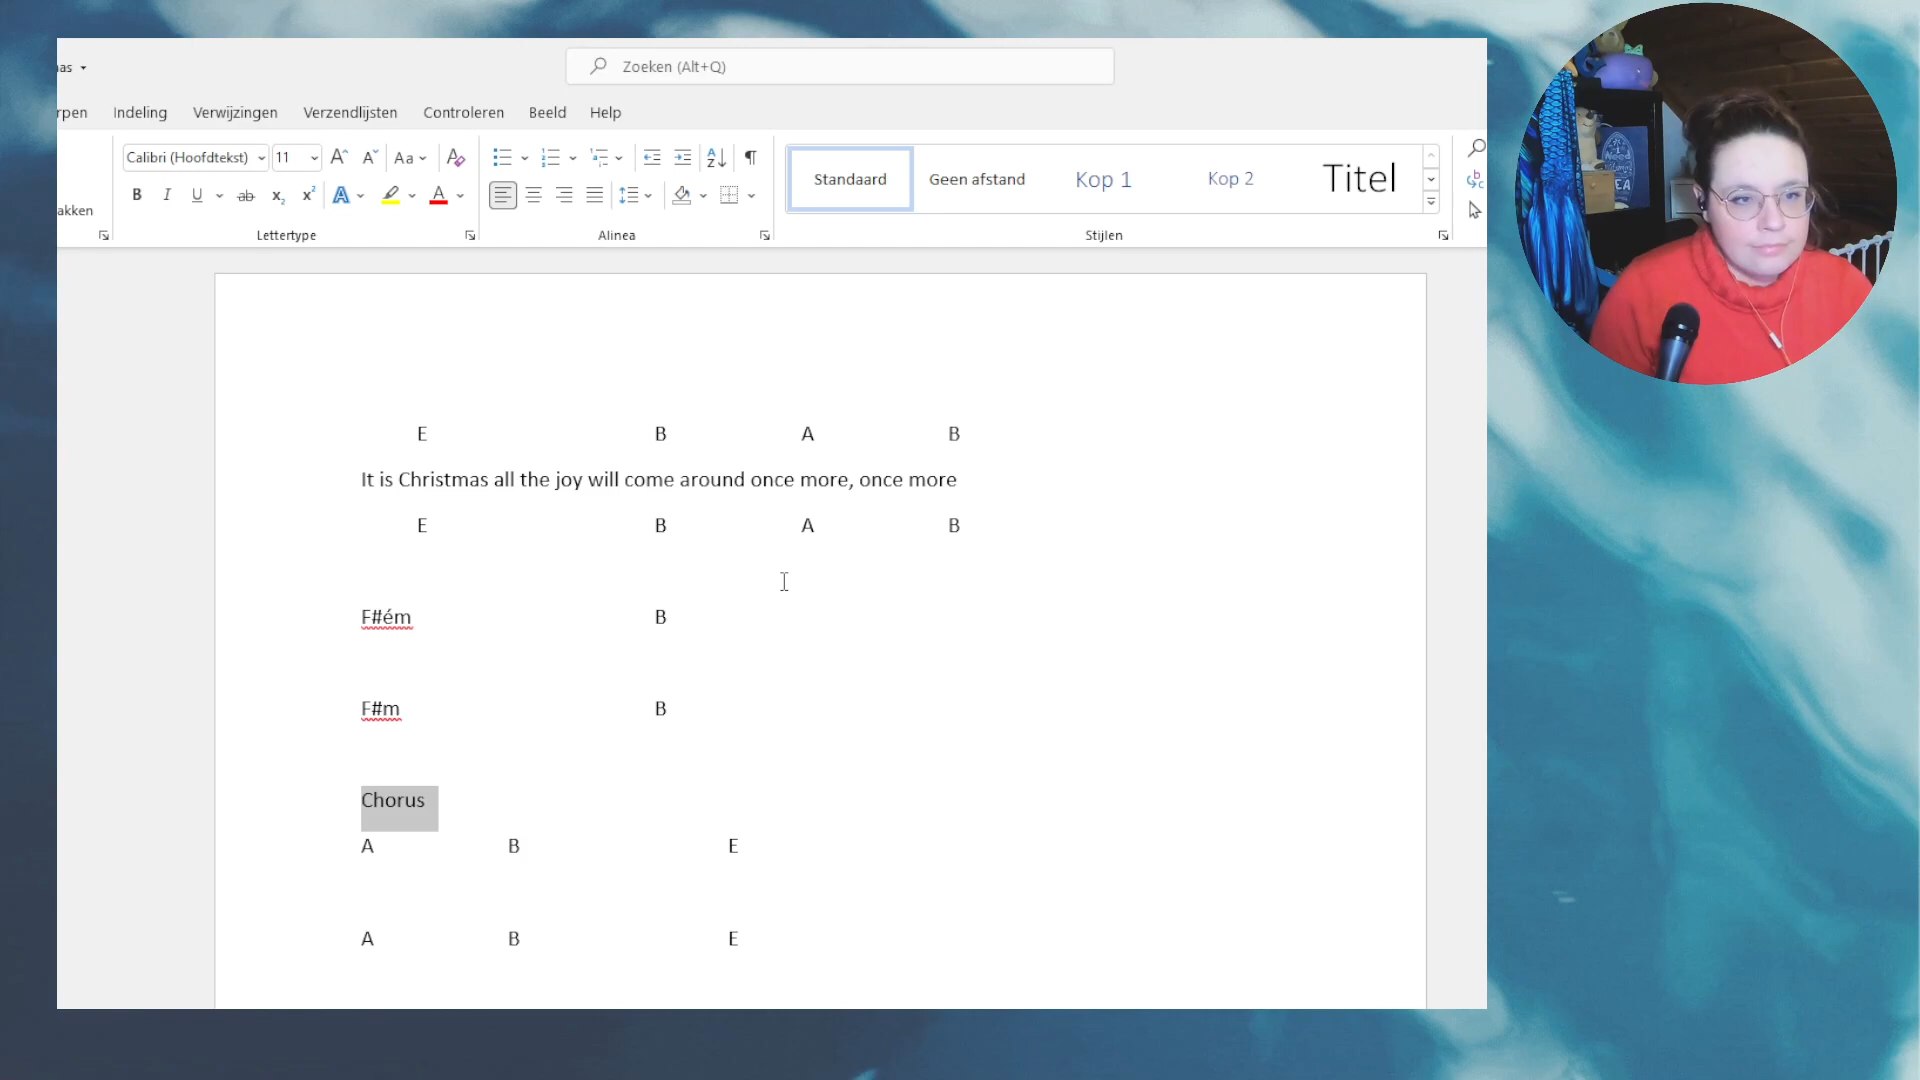 aas
Zoeken (Alt+Q)
rpen Indeling Verwijzingen Verzendlijsten Controleren Beeld Help
Calibri (Hoofdtekst) 11 Aa
Standaard Geen afstand Kop 1 Kop 2 Titel
akken
Lettertype Alinea Stijlen
E B A B
It is Christmas all the joy will come around once more, once more
E B A B
F#ém B
F#m B
Chorus
A B E
A B E
Need